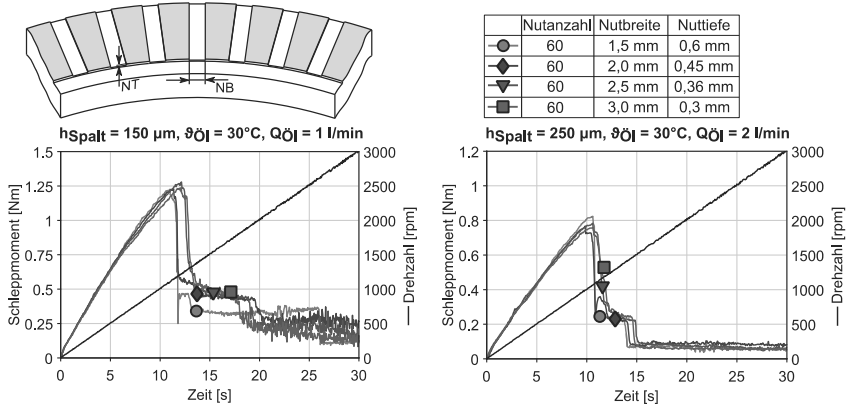 NT
NB
Nutanzahl Nutbreite Nuttiefe
60 1,5 mm 0,6 mm
60 2,0 mm 0,45 mm
60 2,5 mm 0,36 mm
60 3,0 mm 0,3 mm
hSpalt = 150 µm, ϑÖl = 30°C, QÖl = 1 l/min
Schleppmoment [Nm]
1.5
1.25
1
0.75
0.5
0.25
0
0 5 10 15 20 25 30
Zeit [s]
3000
2500
2000
1500
1000
500
0
Drehzahl [rpm]
hSpalt = 250 µm, ϑÖl = 30°C, QÖl = 2 l/min
Schleppmoment [Nm]
1.2
1
0.8
0.6
0.4
0.2
0
0 5 10 15 20 25 30
Zeit [s]
3000
2500
2000
1500
1000
500
0
Drehzahl [rpm]